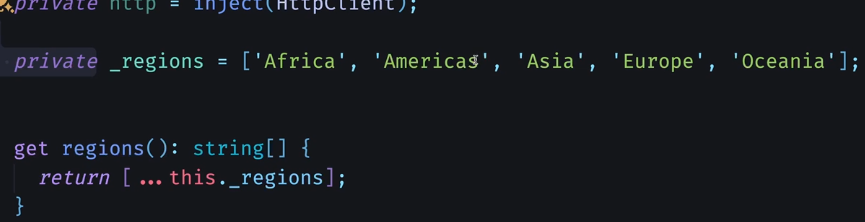 private http = inject(HttpClient);
private _regions = ['Africa', 'Americas', 'Asia', 'Europe', 'Oceania'];
get regions(): string[] {
return [...this._regions];
}